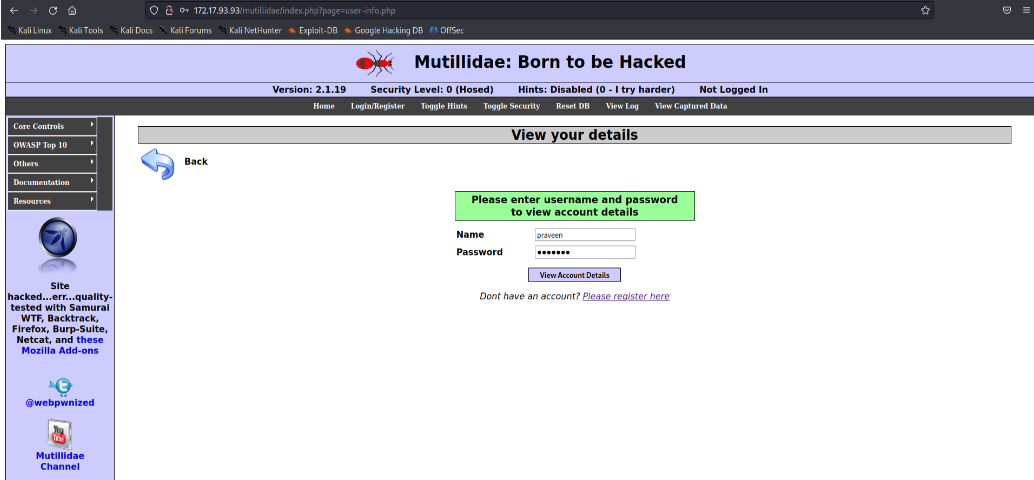 172.17.93.93/mutillidae/index.php?page=user-info.php
Kali Linux Kali Tools Kali Docs Kali Forums Kali NetHunter Exploit-DB Google Hacking DB OffSec
Mutillidae: Born to be Hacked
Version: 2.1.19 Security Level: 0 (Hosed) Hints: Disabled (0 - I try harder) Not Logged In
Home Login/Register Toggle Hints Toggle Security Reset DB View Log View Captured Data
Core Controls
OWASP Top 10
Others
Documentation
Resources
Site
hacked...err...quality-
tested with Samurai
WTF, Backtrack,
Firefox, Burp-Suite,
Netcat, and these
Mozilla Add-ons
@webpwnized
You
Tube
Mutillidae
Channel
View your details
Back
Please enter username and password
to view account details
Name praveen
Password •••••••
View Account Details
Dont have an account? Please register here